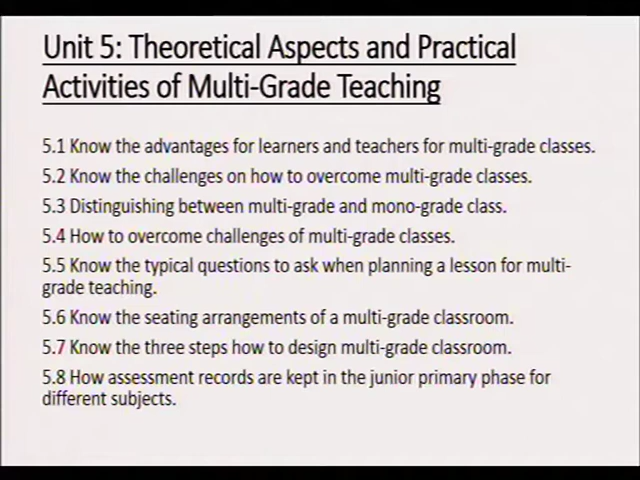 Unit 5: Theoretical Aspects and Practical
Activities of Multi-Grade Teaching
5.1 Know the advantages for learners and teachers for multi-grade classes.
5.2 Know the challenges on how to overcome multi-grade classes.
5.3 Distinguishing between multi-grade and mono-grade class.
5.4 How to overcome challenges of multi-grade classes.
5.5 Know the typical questions to ask when planning a lesson for multi-
grade teaching.
5.6 Know the seating arrangements of a multi-grade classroom.
5.7 Know the three steps how to design multi-grade classroom.
5.8 How assessment records are kept in the junior primary phase for
different subjects.